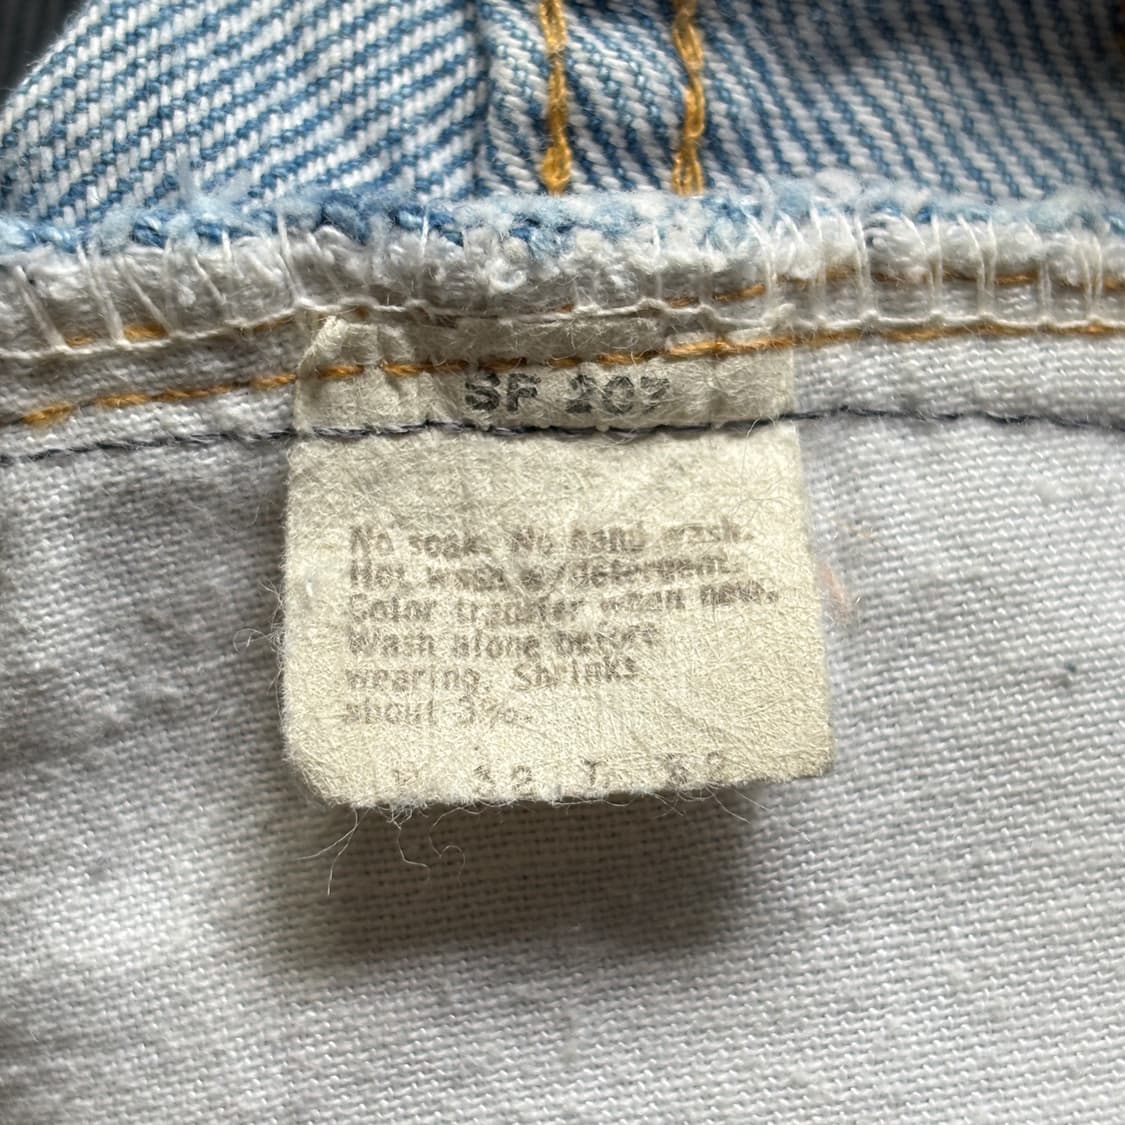 SF 207
No soak. No hand wash.
Hot wash w/detergent.
Color transfer when new.
Wash alone before
wearing. Shrinks
about 3%.